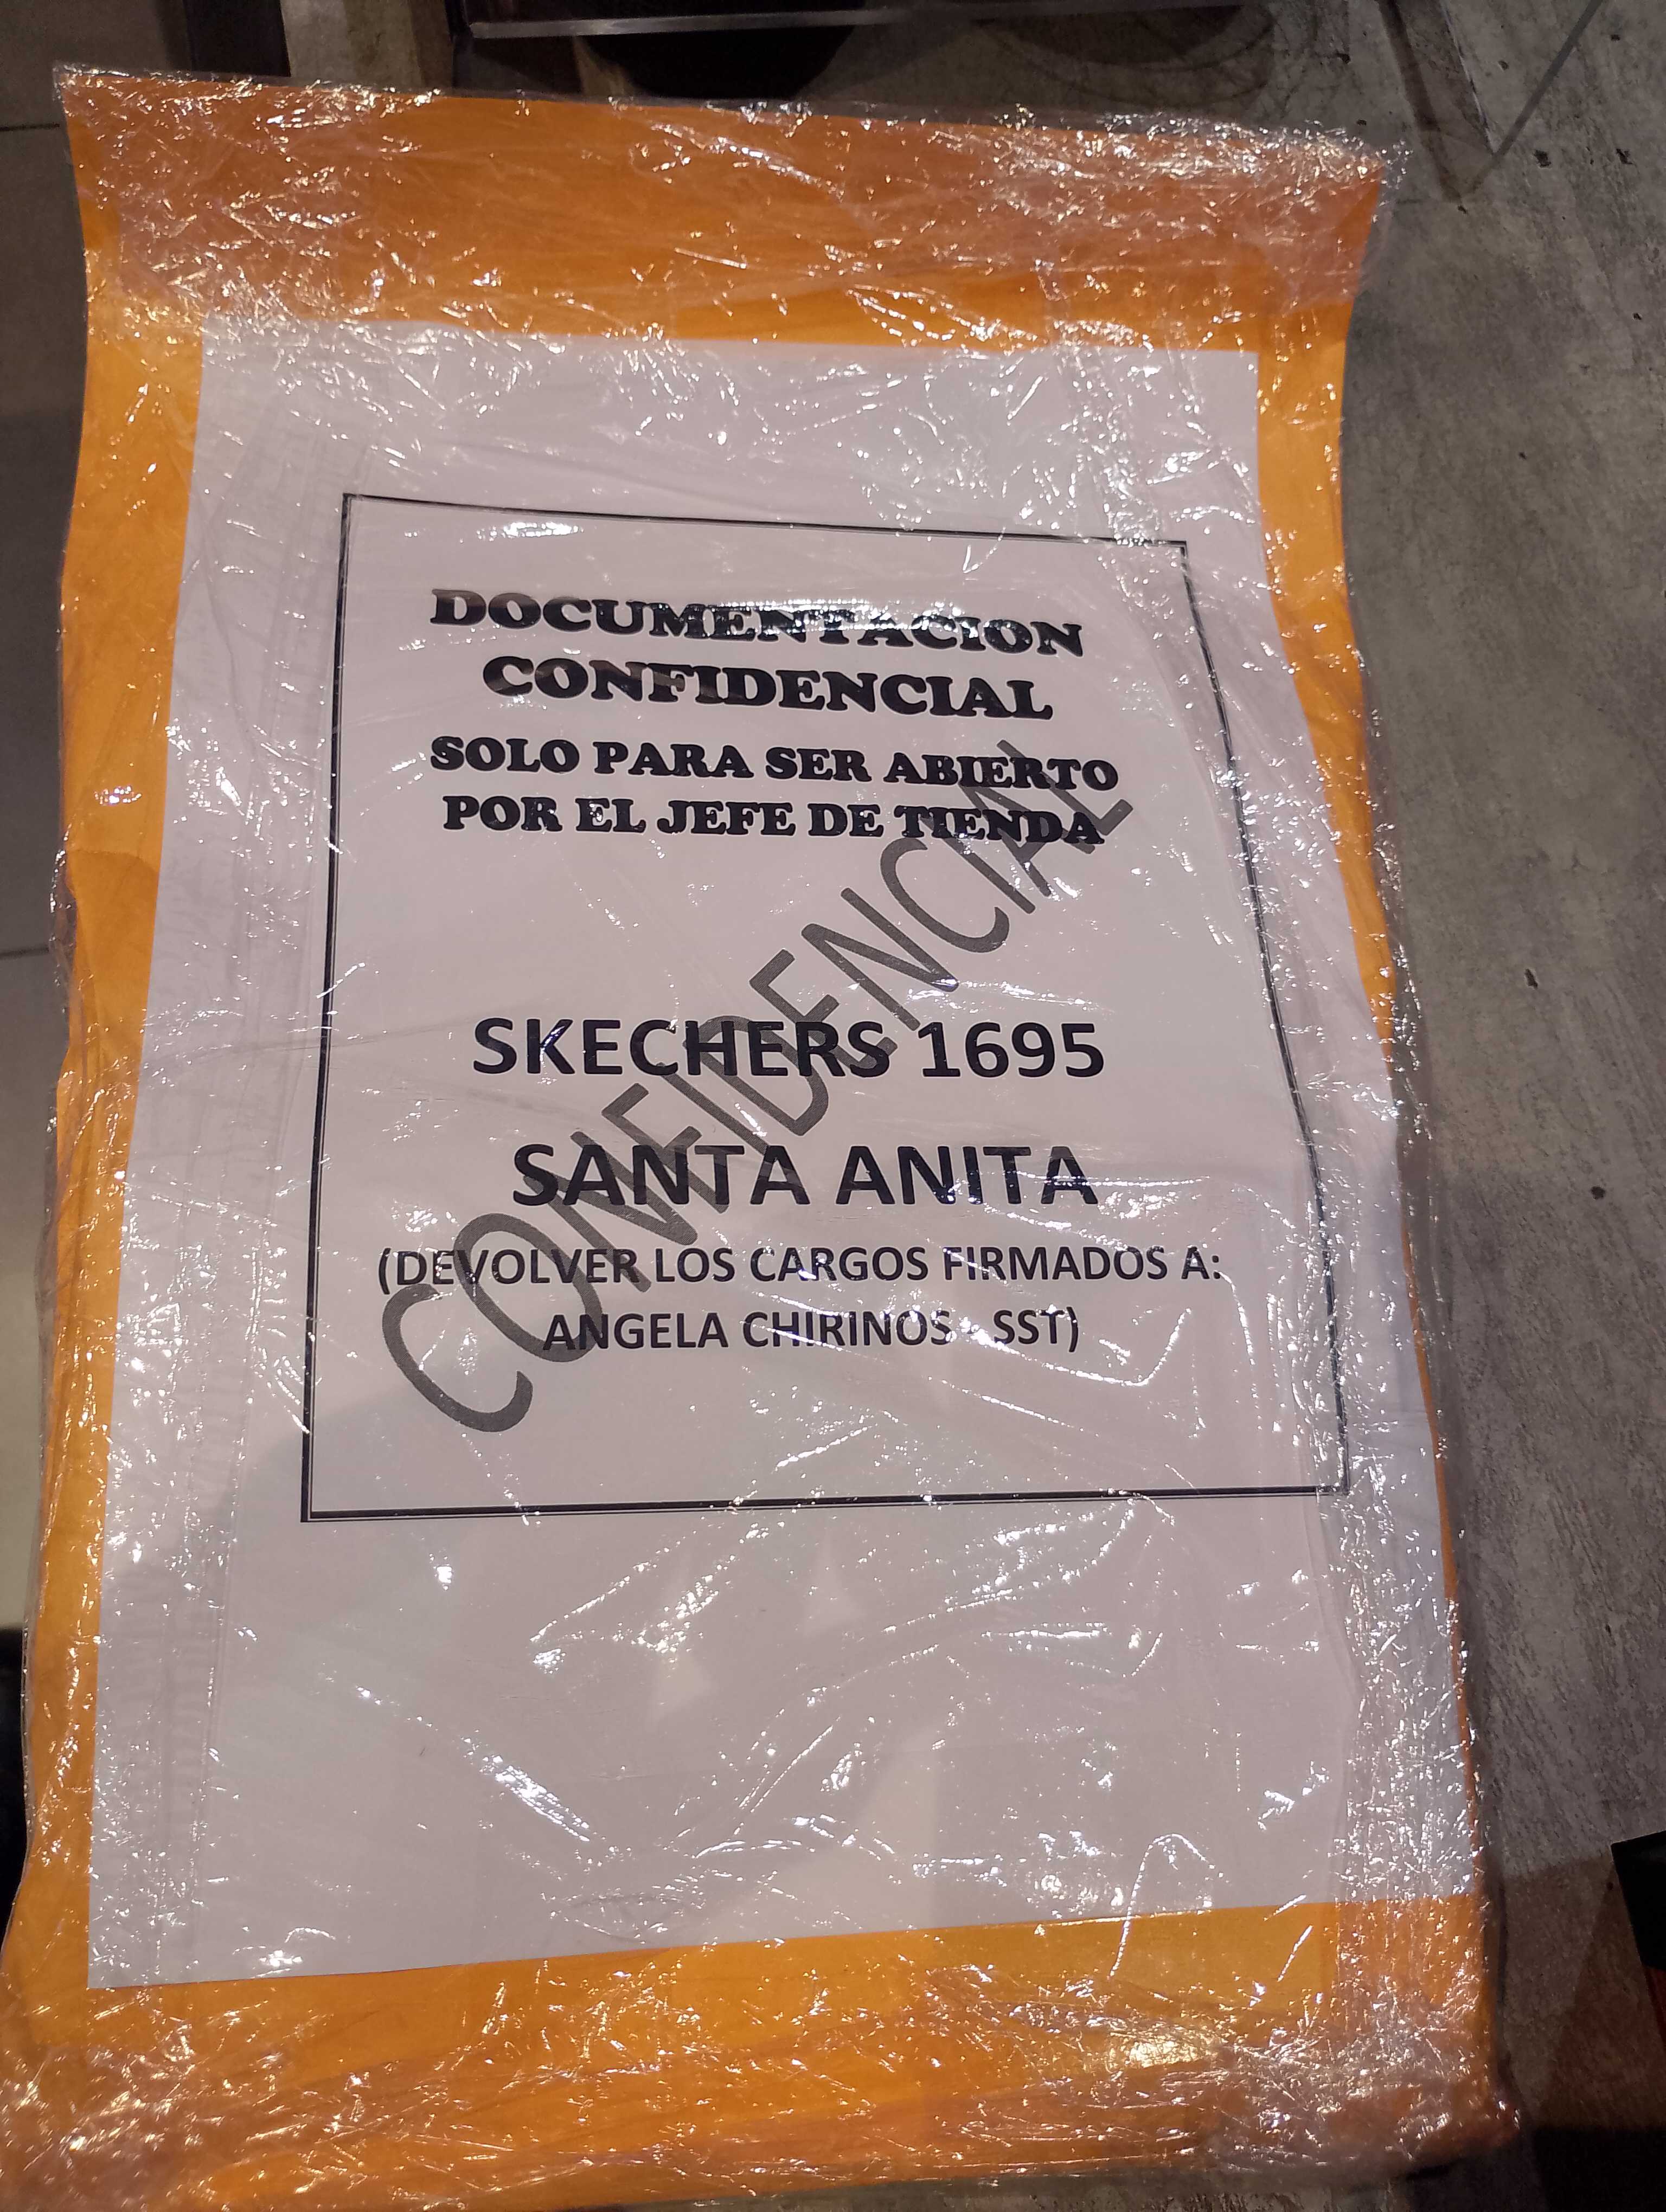 DOCUMENTACION
CONFIDENCIAL
SOLO PARA SER ABIERTO
POR EL JEFE DE TIENDA
SKECHERS 1695
SANTA ANITA
(DEVOLVER LOS CARGOS FIRMADOS A:
ANGELA CHIRINOS - SST)
CONFIDENCIAL